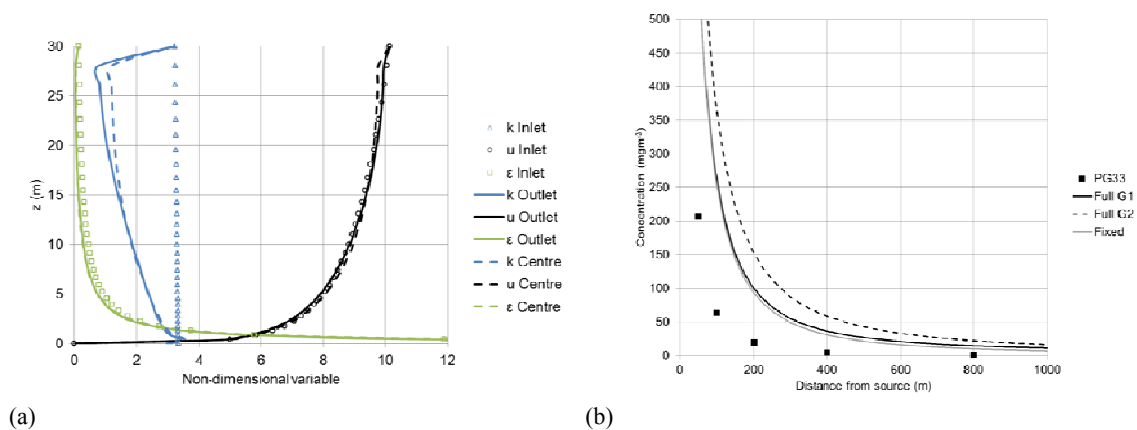 30
25
20
15
10
5
0
z (m)
0 2 4 6 8 10 12
Non-dimensional variable
k Inlet
u Inlet
ε Inlet
k Outlet
u Outlet
ε Outlet
k Centre
u Centre
ε Centre
(a)
500
450
400
350
300
250
200
150
100
50
0
Concentration (mgm⁻³)
0 200 400 600 800 1000
Distance from source (m)
PG33
Full G1
Full G2
Fixed
(b)